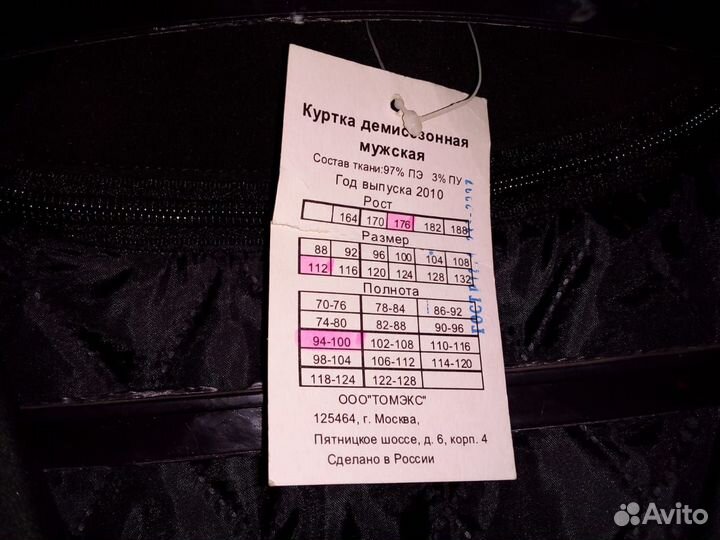 Куртка демисезонная
мужская
Состав ткани:97% ПЭ 3% ПУ
Год выпуска 2010
Рост
164 170 176 182 188
Размер
88 92 96 100 104 108
112 116 120 124 128 132
Полнота
70-76 78-84 86-92
74-80 82-88 90-96
94-100 102-108 110-116
98-104 106-112 114-120
118-124 122-128
ООО"ТОМЭКС"
125464, г. Москва,
Пятницкое шоссе, д. 6, корп. 4
Сделано в России
Avito